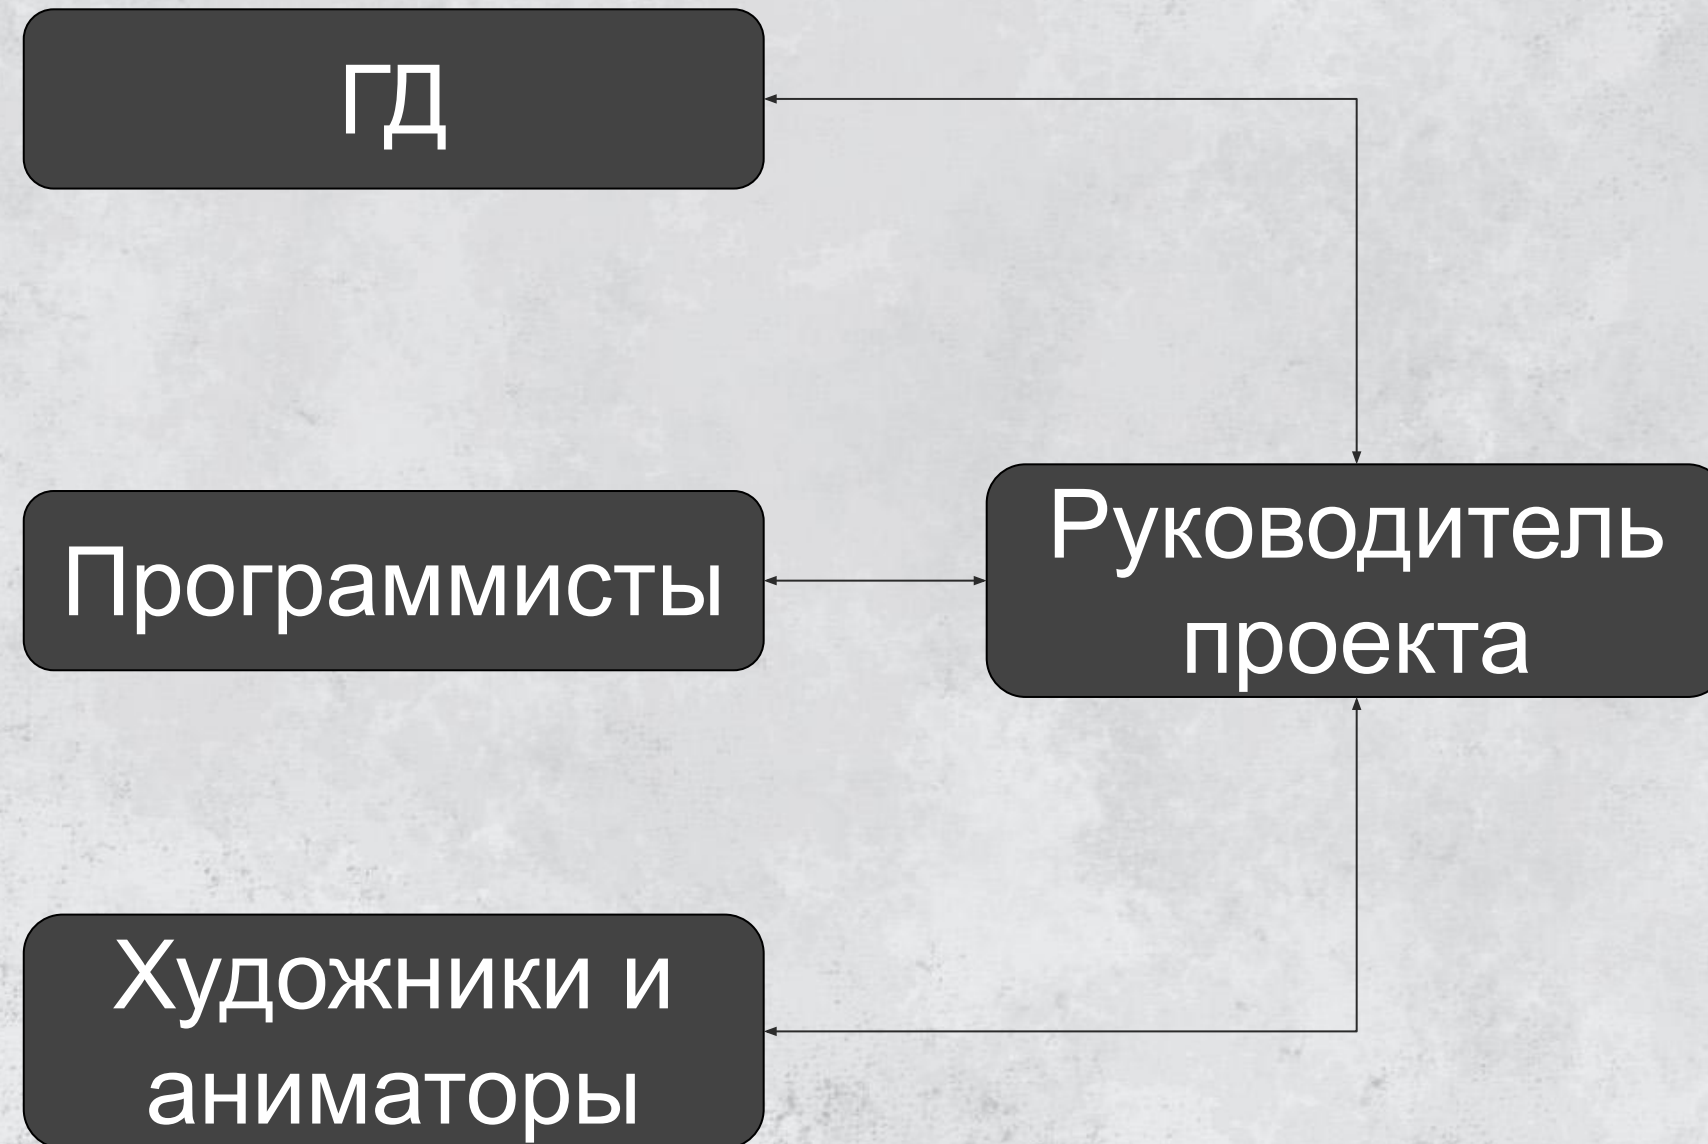 ГД
Программисты
Руководитель
проекта
Художники и
аниматоры